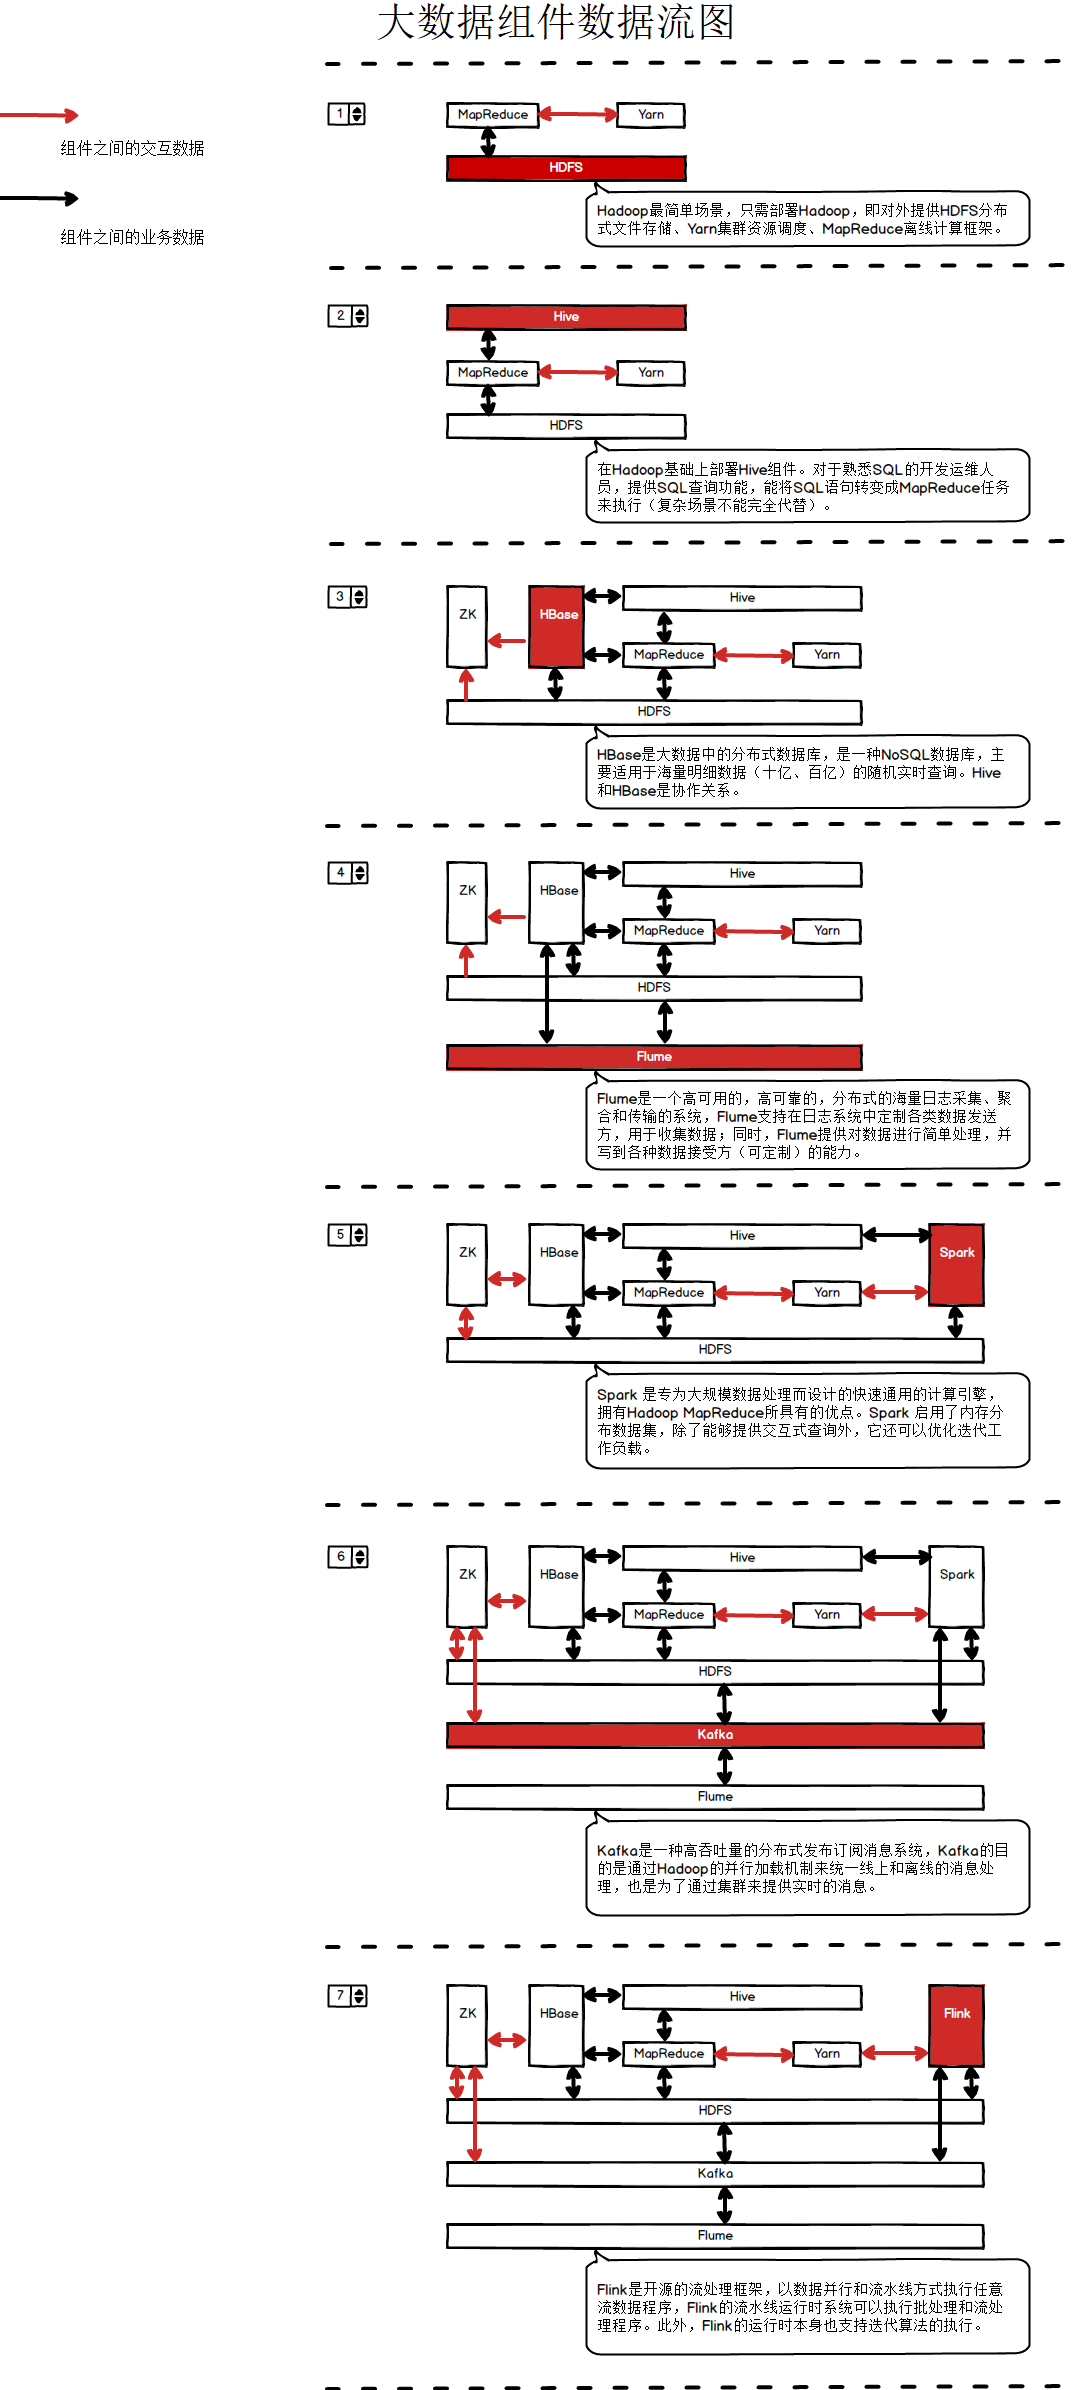 大数据组件数据流图
组件之间的交互数据
组件之间的业务数据
1
MapReduce
Yarn
HDFS
Hadoop最简单场景，只需部署Hadoop，即对外提供HDFS分布
式文件存储、Yarn集群资源调度、MapReduce离线计算框架。
2
Hive
MapReduce
Yarn
HDFS
在Hadoop基础上部署Hive组件。对于熟悉SQL的开发运维人
员，提供SQL查询功能，能将SQL语句转变成MapReduce任务
来执行（复杂场景不能完全代替）。
3
ZK
HBase
Hive
MapReduce
Yarn
HDFS
HBase是大数据中的分布式数据库，是一种NoSQL数据库，主
要适用于海量明细数据（十亿、百亿）的随机实时查询。Hive
和HBase是协作关系。
4
ZK
HBase
Hive
MapReduce
Yarn
HDFS
Flume
Flume是一个高可用的，高可靠的，分布式的海量日志采集、聚
合和传输的系统，Flume支持在日志系统中定制各类数据发送
方，用于收集数据；同时，Flume提供对数据进行简单处理，并
写到各种数据接受方（可定制）的能力。
5
ZK
HBase
Hive
Spark
MapReduce
Yarn
HDFS
Spark 是专为大规模数据处理而设计的快速通用的计算引擎，
拥有Hadoop MapReduce所具有的优点。Spark 启用了内存分
布数据集，除了能够提供交互式查询外，它还可以优化迭代工
作负载。
6
ZK
HBase
Hive
Spark
MapReduce
Yarn
HDFS
Kafka
Flume
Kafka是一种高吞吐量的分布式发布订阅消息系统，Kafka的目
的是通过Hadoop的并行加载机制来统一线上和离线的消息处
理，也是为了通过集群来提供实时的消息。
7
ZK
HBase
Hive
Flink
MapReduce
Yarn
HDFS
Kafka
Flume
Flink是开源的流处理框架，以数据并行和流水线方式执行任意
流数据程序，Flink的流水线运行时系统可以执行批处理和流处
理程序。此外，Flink的运行时本身也支持迭代算法的执行。